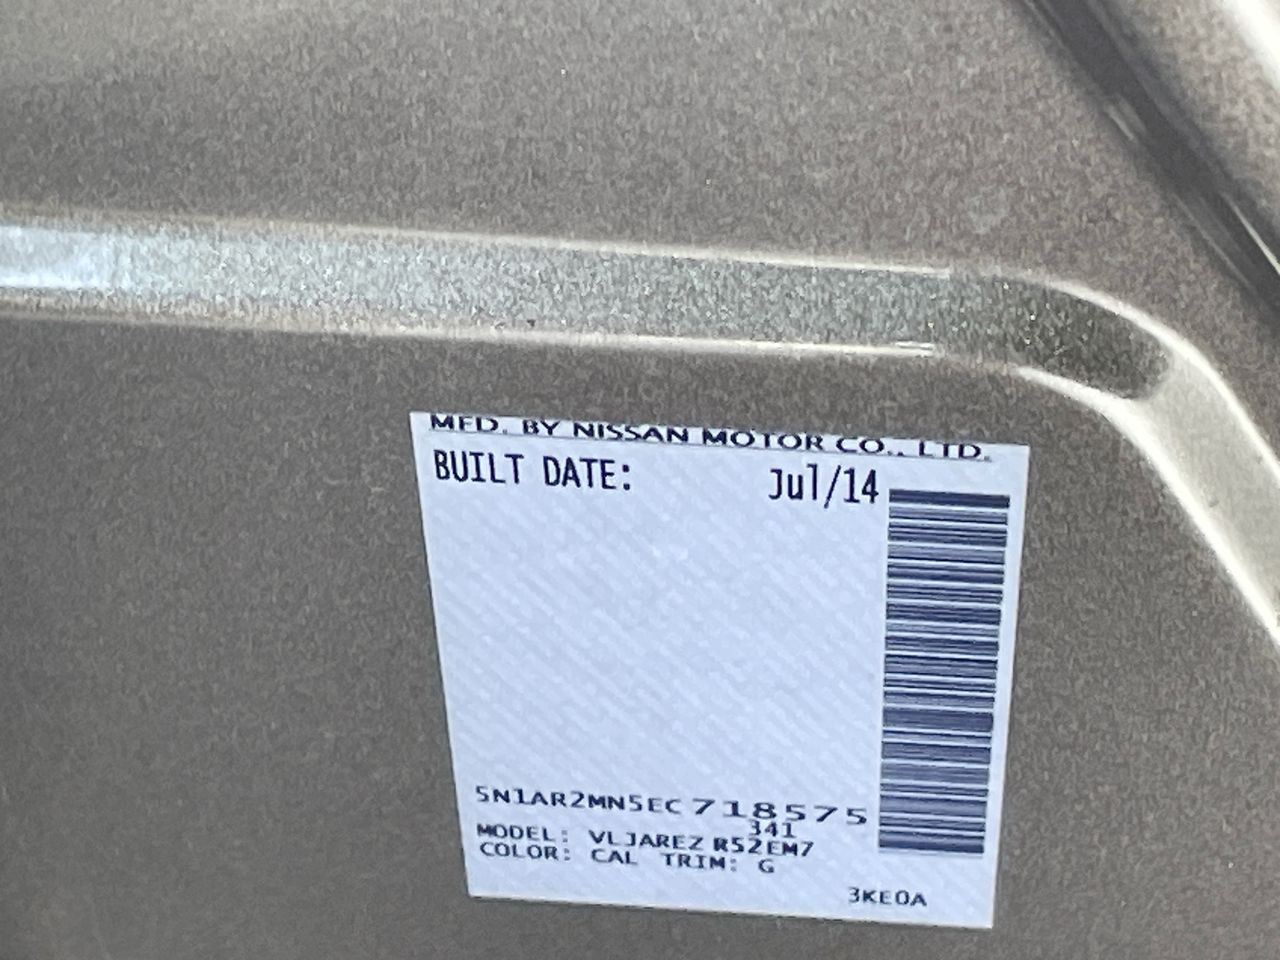 MFD. BY NISSAN MOTOR CO., LTD.
BUILT DATE: Jul/14
5N1AR2MN5EC718575
341
MODEL: VLJAREZ R52EM7
COLOR: CAL TRIM: G
3KE0A